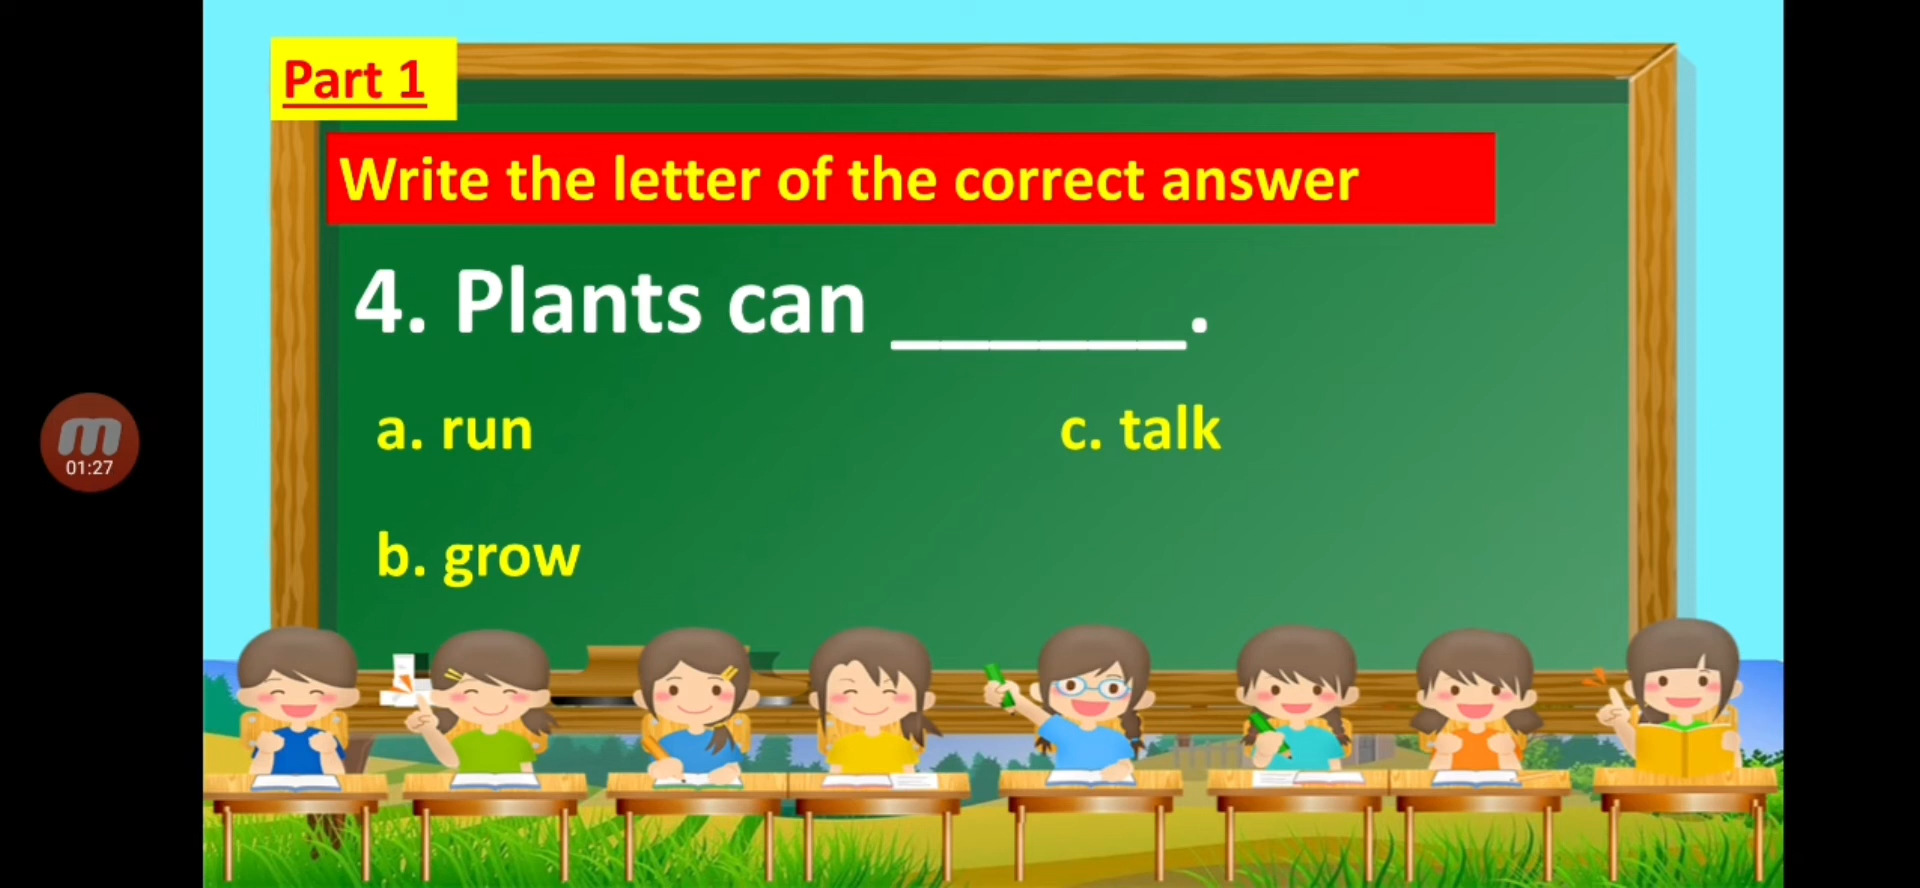 Part 1
Write the letter of the correct answer
4. Plants can ______.
a. run
c. talk
b. grow
m
01:27